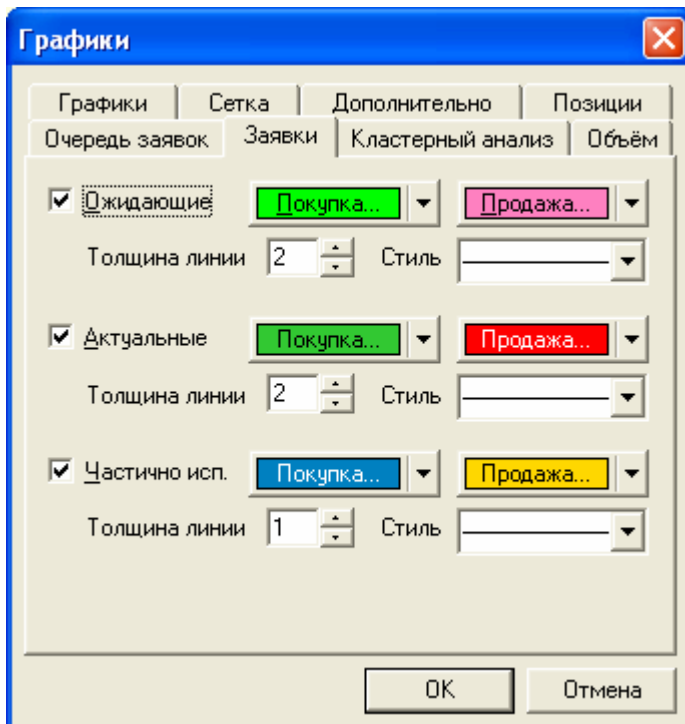 Графики
Графики Сетка Дополнительно Позиции
Очередь заявок Заявки Кластерный анализ Объём
Ожидающие Покупка... Продажа...
Толщина линии 2 Стиль
Актуальные Покупка... Продажа...
Толщина линии 2 Стиль
Частично исп. Покупка... Продажа...
Толщина линии 1 Стиль
OK Отмена